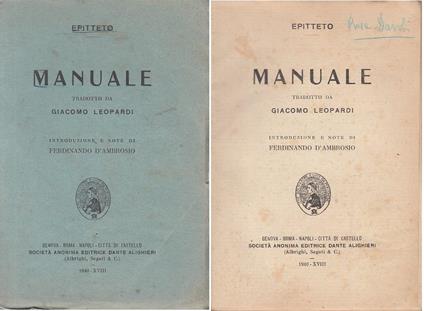 EPITTETO
MANUALE
TRADOTTO DA
GIACOMO LEOPARDI
INTRODUZIONE E NOTE DI
FERDINANDO D'AMBROSIO
GENOVA - ROMA - NAPOLI - CITTÀ DI CASTELLO
SOCIETÀ ANONIMA EDITRICE DANTE ALIGHIERI
(Albrighi, Segati & C.)
1940 - XVIII
EPITTETO
MANUALE
TRADOTTO DA
GIACOMO LEOPARDI
INTRODUZIONE E NOTE DI
FERDINANDO D'AMBROSIO
GENOVA - ROMA - NAPOLI - CITTÀ DI CASTELLO
SOCIETÀ ANONIMA EDITRICE DANTE ALIGHIERI
(Albrighi, Segati & C.)
1940 - XVIII